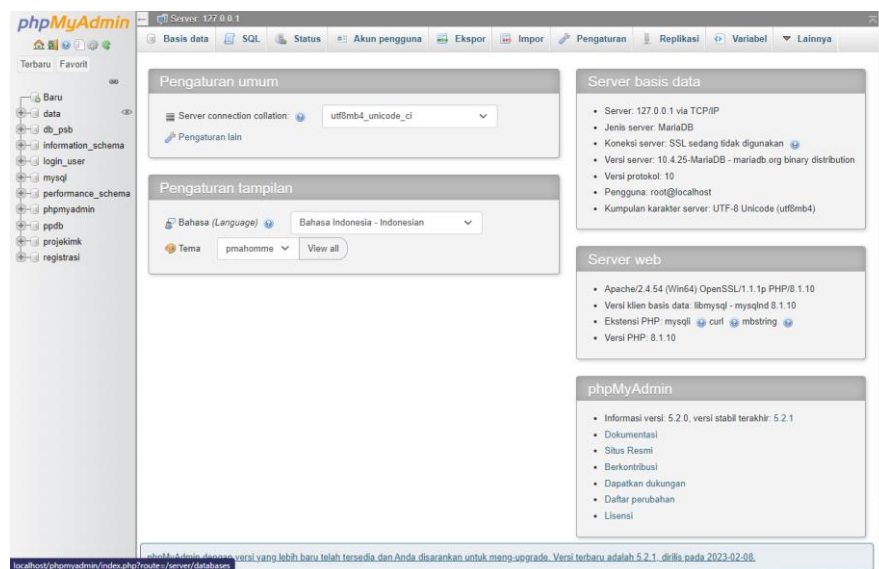 phpMyAdmin
Terbaru Favorit
Baru
data
db_psb
information_schema
login_user
mysql
performance_schema
phpmyadmin
ppdb
projekimk
registrasi
Server: 127.0.0.1
Basis data SQL Status Akun pengguna Ekspor Impor Pengaturan Replikasi Variabel Lainnya
Pengaturan umum
Server connection collation: utf8mb4_unicode_ci
Pengaturan lain
Pengaturan tampilan
Bahasa (Language) Bahasa Indonesia - Indonesian
Tema pmahomme View all
Server basis data
Server: 127.0.0.1 via TCP/IP
Jenis server: MariaDB
Koneksi server: SSL sedang tidak digunakan
Versi server: 10.4.25-MariaDB - mariadb.org binary distribution
Versi protokol: 10
Pengguna: root@localhost
Kumpulan karakter server: UTF-8 Unicode (utf8mb4)
Server web
Apache/2.4.54 (Win64) OpenSSL/1.1.1p PHP/8.1.10
Versi klien basis data: libmysql - mysqlnd 8.1.10
Ekstensi PHP: mysqli curl mbstring
Versi PHP: 8.1.10
phpMyAdmin
Informasi versi: 5.2.0, versi stabil terakhir: 5.2.1
Dokumentasi
Situs Resmi
Berkontribusi
Dapatkan dukungan
Daftar perubahan
Lisensi
phpMyAdmin dengan versi yang lebih baru telah tersedia dan Anda disarankan untuk meng-upgrade. Versi terbaru adalah 5.2.1, dirilis pada 2023-02-08.
localhost/phpmyadmin/index.php?route=/server/databases